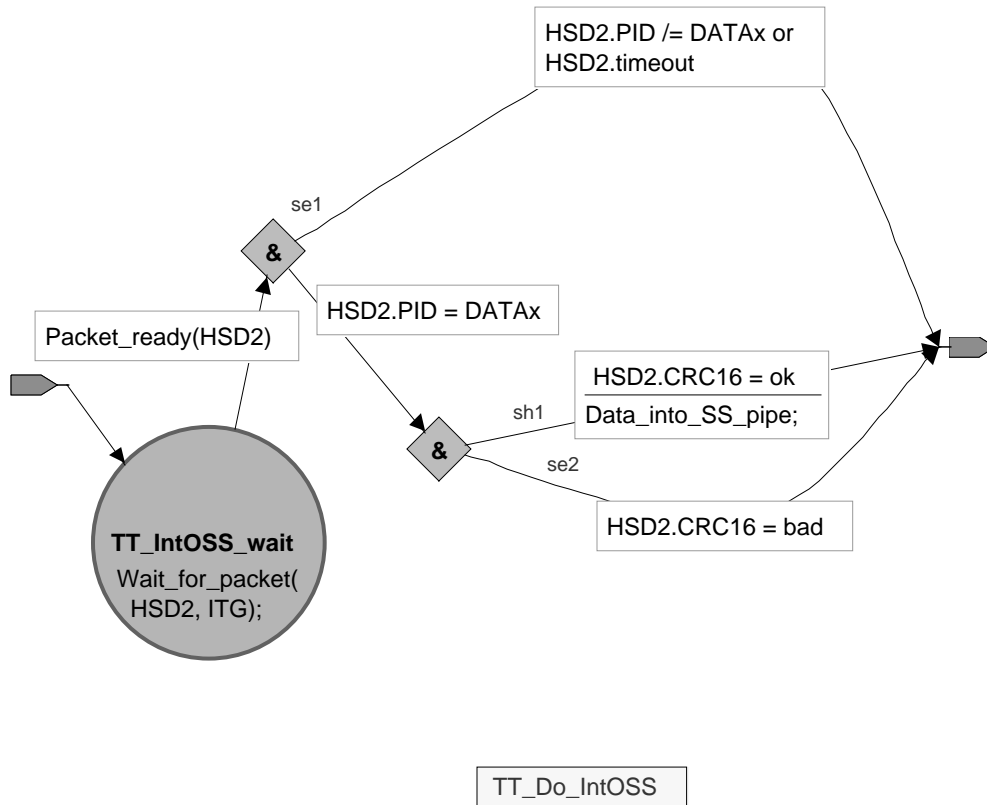 HSD2.PID /= DATAx or
HSD2.timeout
se1
&
HSD2.PID = DATAx
Packet_ready(HSD2)
HSD2.CRC16 = ok
sh1
Data_into_SS_pipe;
&
se2
HSD2.CRC16 = bad
TT_IntOSS_wait
Wait_for_packet(
HSD2, ITG);
TT_Do_IntOSS